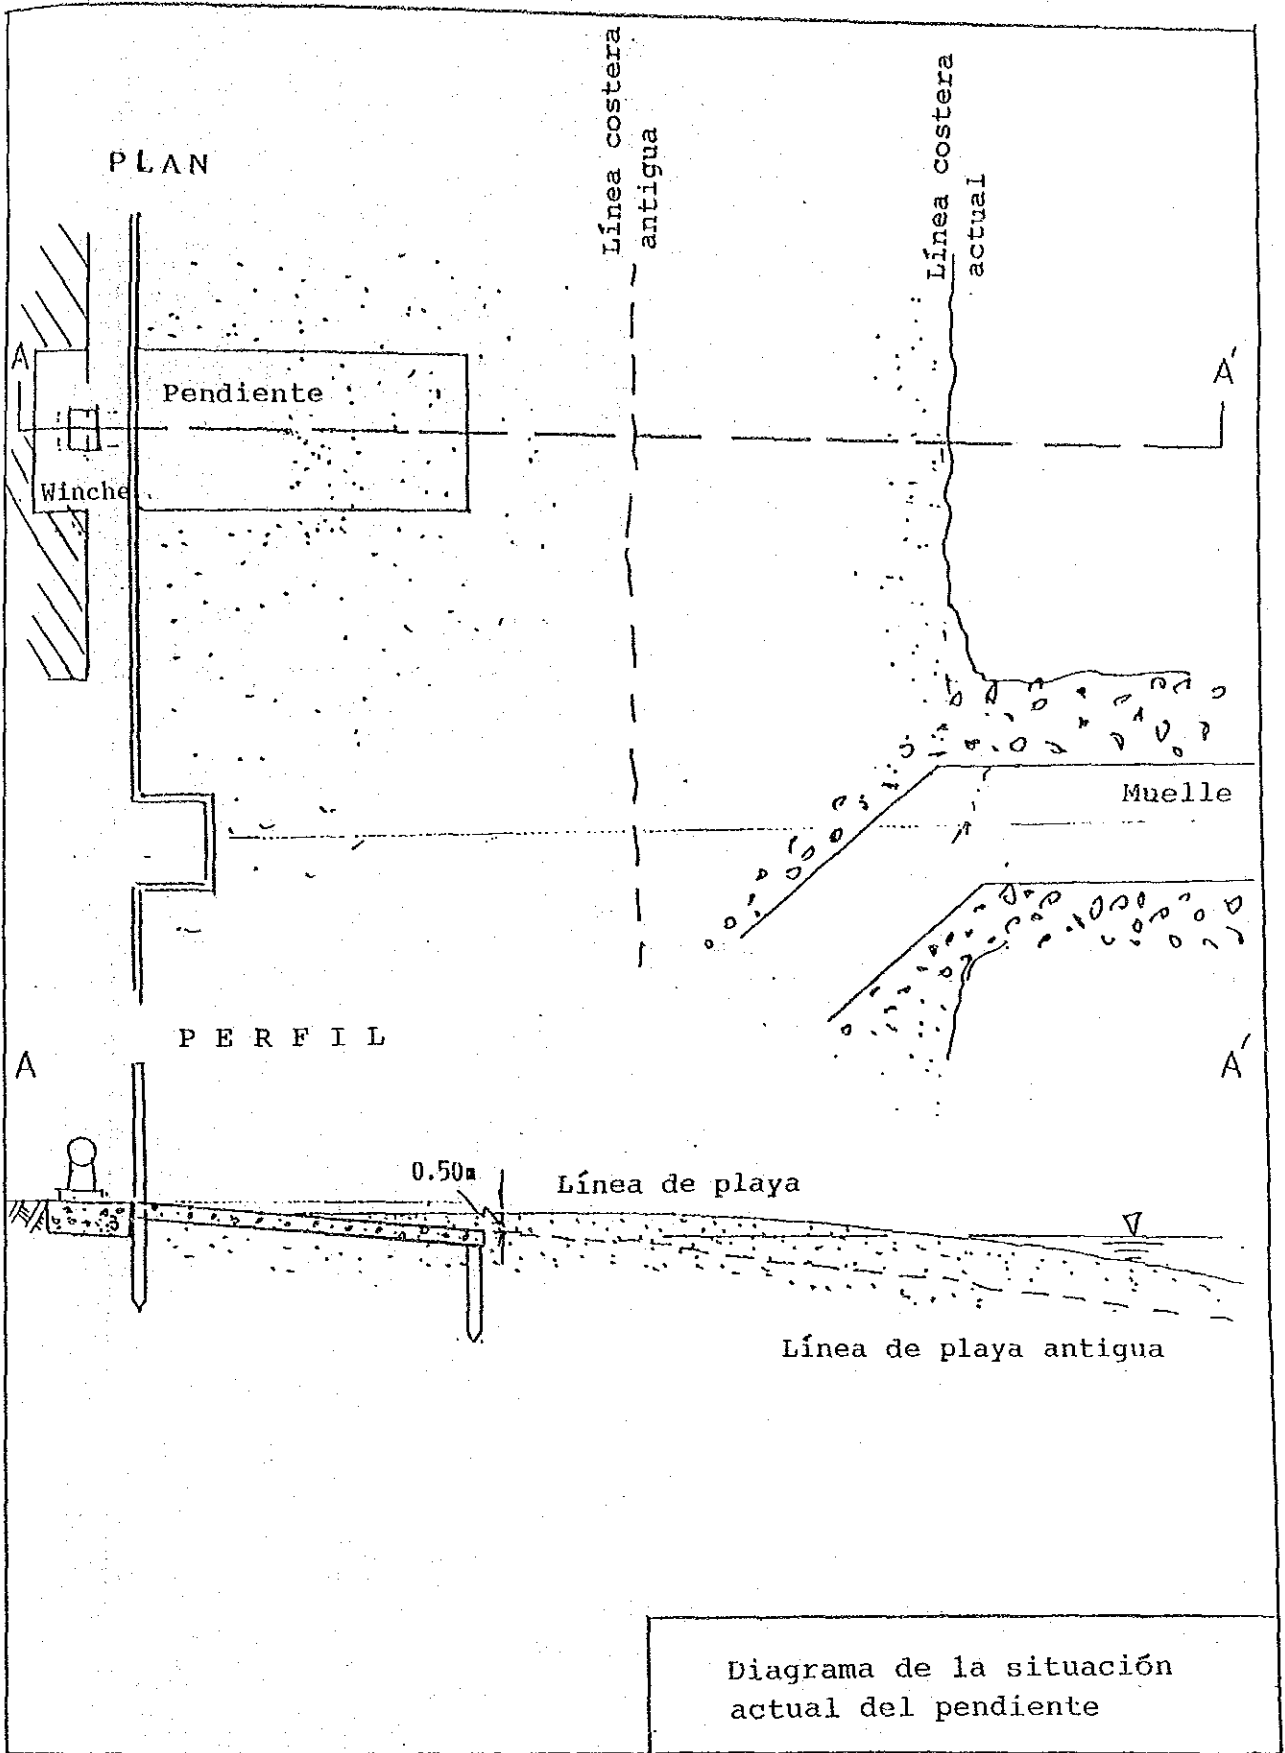 PLAN
Línea costera
antigua
Línea costera
actual
A
A'
Pendiente
Winche
Muelle
PERFIL
A
A'
0.50m
Línea de playa
Línea de playa antigua
Diagrama de la situación
actual del pendiente